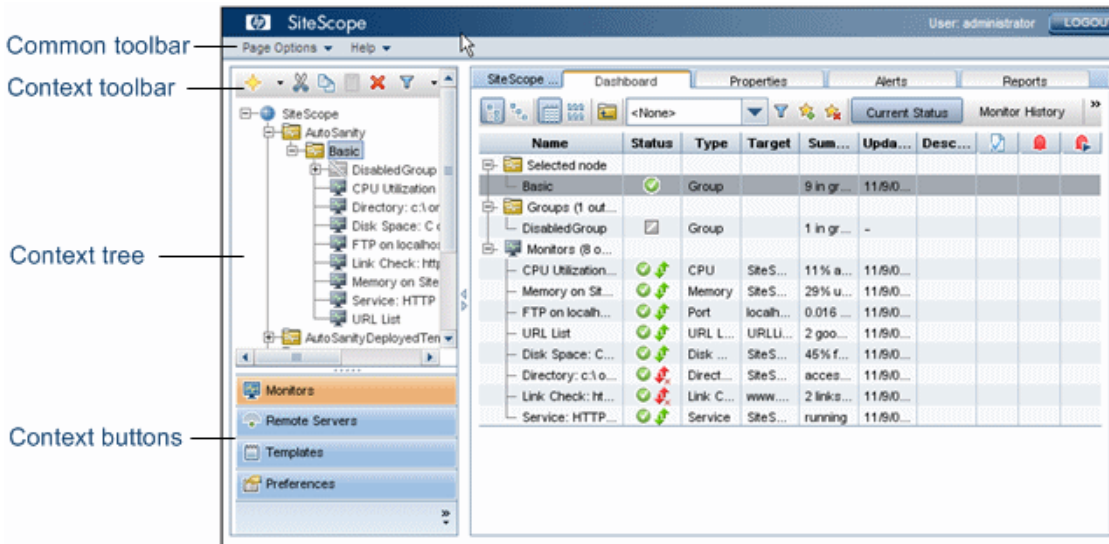 hp SiteScope
User: administrator LOGOU
Common toolbar
Page Options Help
Context toolbar
SiteScope
AutoSanity
Basic
DisabledGroup
CPU Utilization
Directory: c:\or
Disk Space: C
FTP on localhos
Link Check: http
Memory on Site
Service: HTTP
URL List
AutoSanityDeployedTem
Context tree
Context buttons
Monitors
Remote Servers
Templates
Preferences
SiteScope ... Dashboard Properties Alerts Reports
<None> Current Status Monitor History
Name Status Type Target Sum... Upda... Desc...
Selected node
Basic Group 9 in gr... 11/9/0...
Groups (1 out...
DisabledGroup Group 1 in gr... -
Monitors (8 o...
CPU Utilization... CPU SiteS... 11% a... 11/9/0...
Memory on Sit... Memory SiteS... 29% u... 11/9/0...
FTP on localh... Port localh... 0.016 ... 11/9/0...
URL List URL L... URLLi... 2 goo... 11/9/0...
Disk Space: C... Disk ... SiteS... 45% f... 11/9/0...
Directory: c:\ o... Direct... SiteS... acces... 11/9/0...
Link Check: ht... Link C... www.... 2 links... 11/9/0...
Service: HTTP... Service SiteS... running 11/9/0...